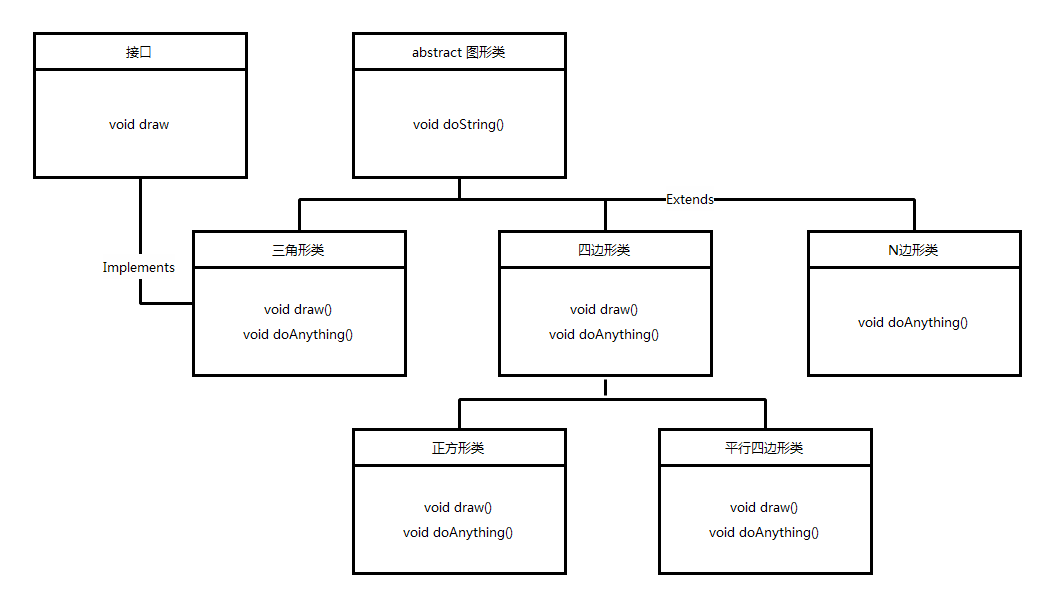 接口
void draw
abstract 图形类
void doString()
Extends
Implements
三角形类
void draw()
void doAnything()
四边形类
void draw()
void doAnything()
N边形类
void doAnything()
正方形类
void draw()
void doAnything()
平行四边形类
void draw()
void doAnything()